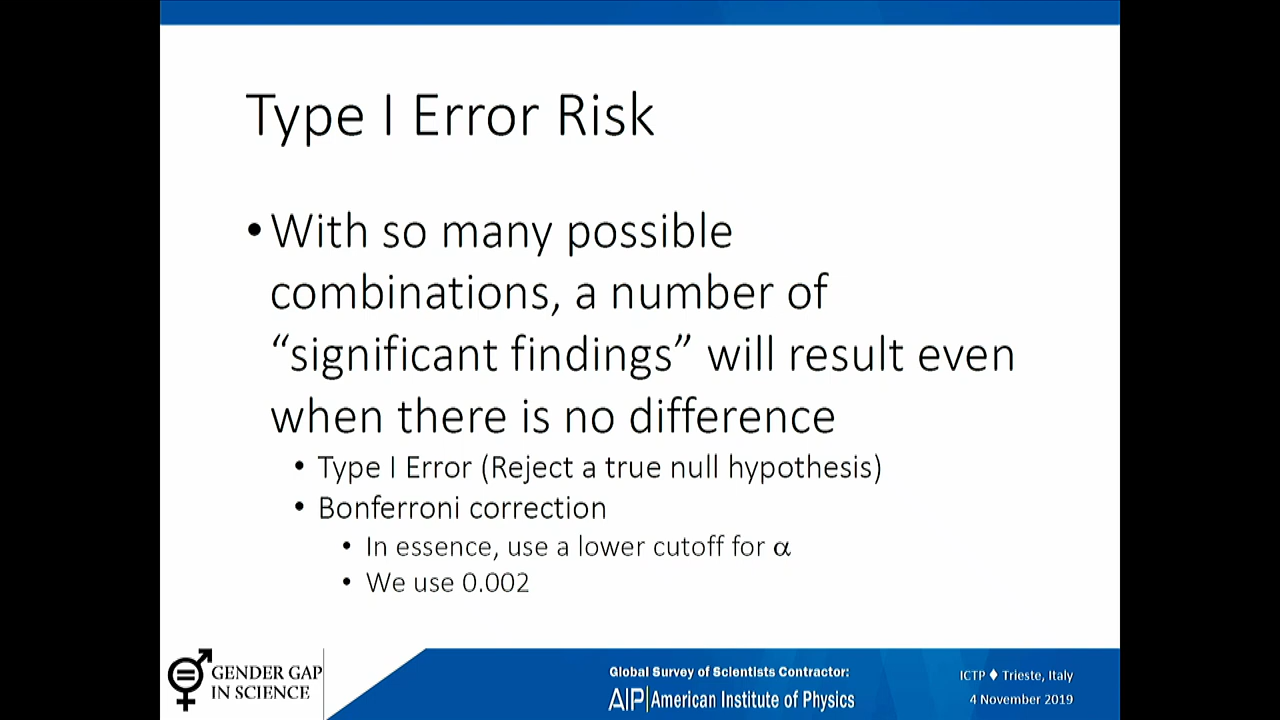 Type I Error Risk
•With so many possible
combinations, a number of
“significant findings” will result even
when there is no difference
• Type I Error (Reject a true null hypothesis)
• Bonferroni correction
• In essence, use a lower cutoff for α
• We use 0.002
GENDER GAP
IN SCIENCE
Global Survey of Scientists Contractor:
AIP|American Institute of Physics
ICTP ♦ Trieste, Italy
4 November 2019